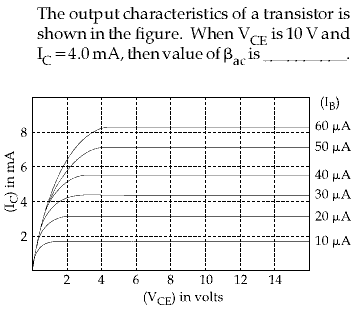 The output characteristics of a transistor is
shown in the figure. When V_CE is 10 V and
I_C = 4.0 mA, then value of β_ac is ______.
(I_B)
60 μA
8
50 μA
6
40 μA
30 μA
4
20 μA
2
10 μA
(I_C) in mA
2 4 6 8 10 12 14
(V_CE) in volts